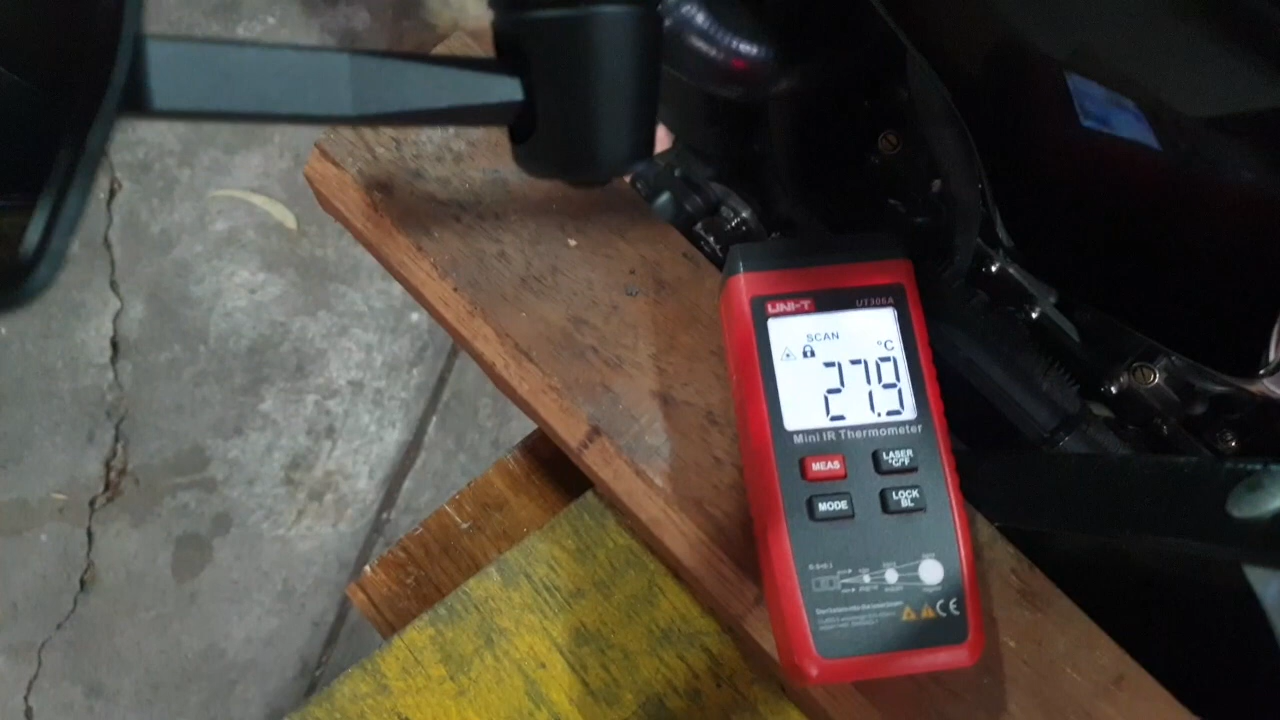 UNI-T UT306A
SCAN
°C
27.9
Mini IR Thermometer
MEAS
LASER
°C/°F
MODE
LOCK
BL
CE